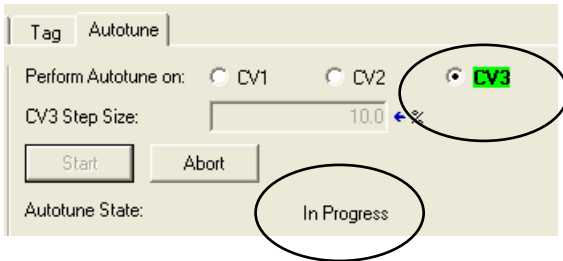 Tag Autotune
Perform Autotune on: CV1 CV2 CV3
CV3 Step Size: 10.0 %
Start Abort
Autotune State: In Progress